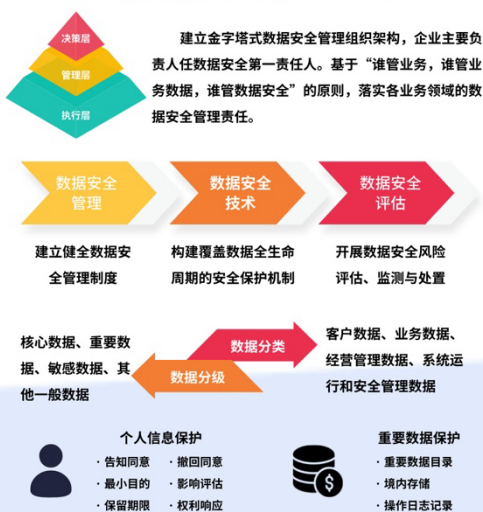 决策层
管理层
执行层
建立金字塔式数据安全管理组织架构，企业主要负
责人任数据安全第一责任人。基于“谁管业务，谁管业
务数据，谁管数据安全”的原则，落实各业务领域的数
据安全管理责任。
数据安全
管理
数据安全
技术
数据安全
评估
建立健全数据安
全管理制度
构建覆盖数据全生命
周期的安全保护机制
开展数据安全风险
评估、监测与处置
核心数据、重要数
据、敏感数据、其
他一般数据
数据分类
数据分级
客户数据、业务数据、
经营管理数据、系统运
行和安全管理数据
个人信息保护
· 告知同意 · 撤回同意
· 最小目的 · 影响评估
· 保留期限 · 权利响应
$
重要数据保护
· 重要数据目录
· 境内存储
· 操作日志记录